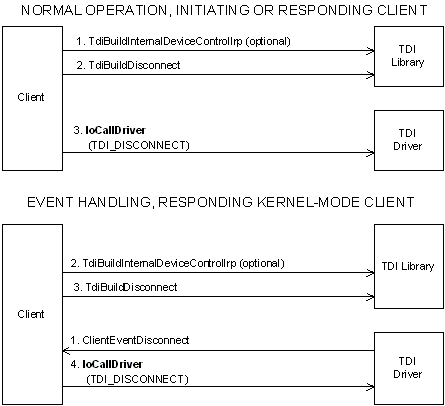 NORMAL OPERATION, INITIATING OR RESPONDING CLIENT
Client
1. TdiBuildInternalDeviceControlIrp (optional)
2. TdiBuildDisconnect
TDI
Library
3. IoCallDriver
(TDI_DISCONNECT)
TDI
Driver
EVENT HANDLING, RESPONDING KERNEL-MODE CLIENT
Client
2. TdiBuildInternalDeviceControlIrp (optional)
3. TdiBuildDisconnect
TDI Library
1. ClientEventDisconnect
4. IoCallDriver
(TDI_DISCONNECT)
TDI
Driver